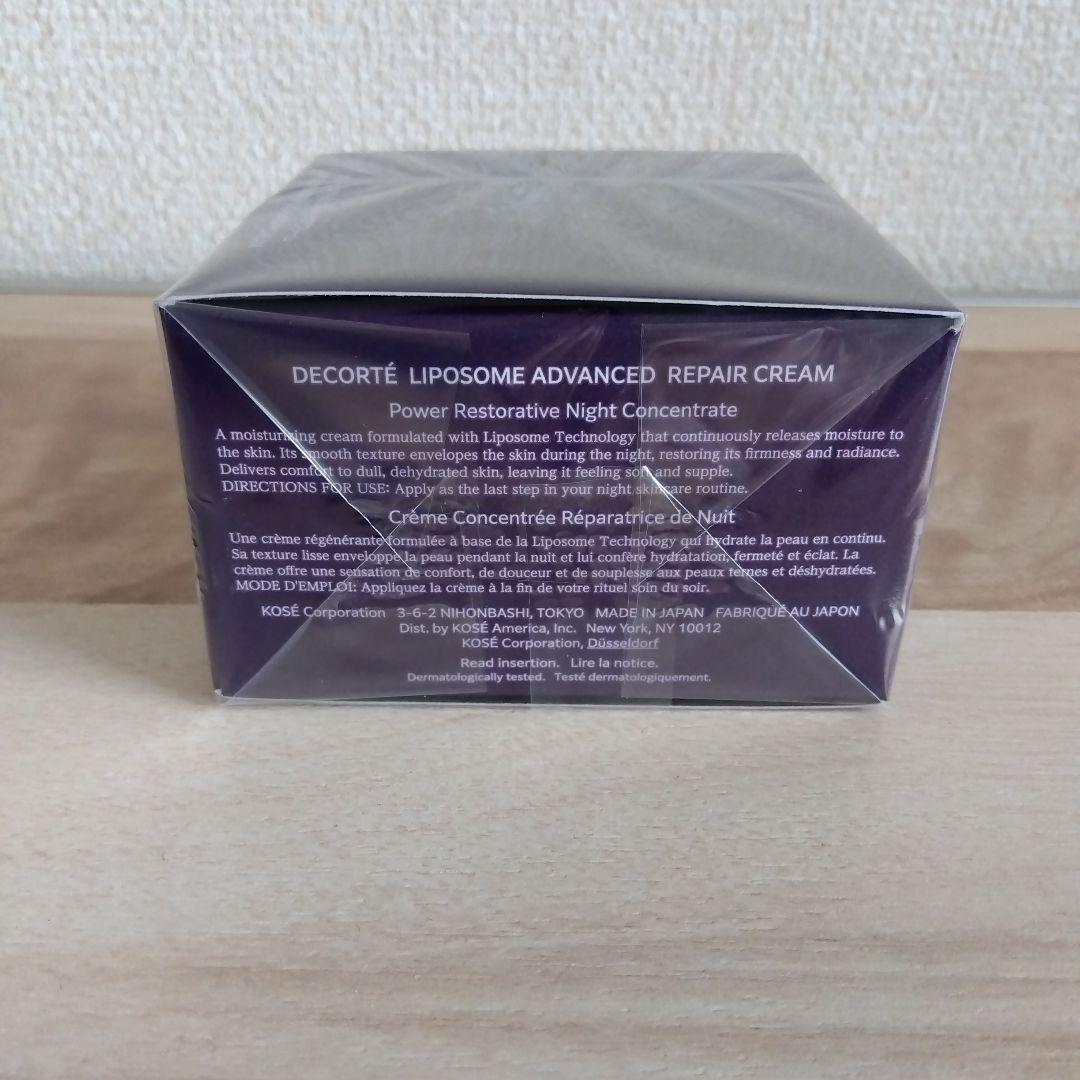 DECORTÉ LIPOSOME ADVANCED REPAIR CREAM
Power Restorative Night Concentrate
A moisturizing cream formulated with Liposome Technology that continuously releases moisture to
the skin. Its smooth texture envelopes the skin during the night, restoring its firmness and radiance.
Delivers comfort to dull, dehydrated skin, leaving it feeling soft and supple.
DIRECTIONS FOR USE: Apply as the last step in your night skincare routine.
Crème Concentrée Réparatrice de Nuit
Une crème régénérante formulée à base de la Liposome Technology qui hydrate la peau en continu.
Sa texture lisse enveloppe la peau pendant la nuit et lui confère hydratation, fermeté et éclat. La
crème offre une sensation de confort, de douceur et de souplesse aux peaux ternes et déshydratées.
MODE D'EMPLOI: Appliquez la crème à la fin de votre rituel soin du soir.
KOSÉ Corporation 3-6-2 NIHONBASHI, TOKYO MADE IN JAPAN FABRIQUÉ AU JAPON
Dist. by KOSÉ America, Inc. New York, NY 10012
KOSÉ Corporation, Düsseldorf
Read insertion. Lire la notice.
Dermatologically tested. Testé dermatologiquement.